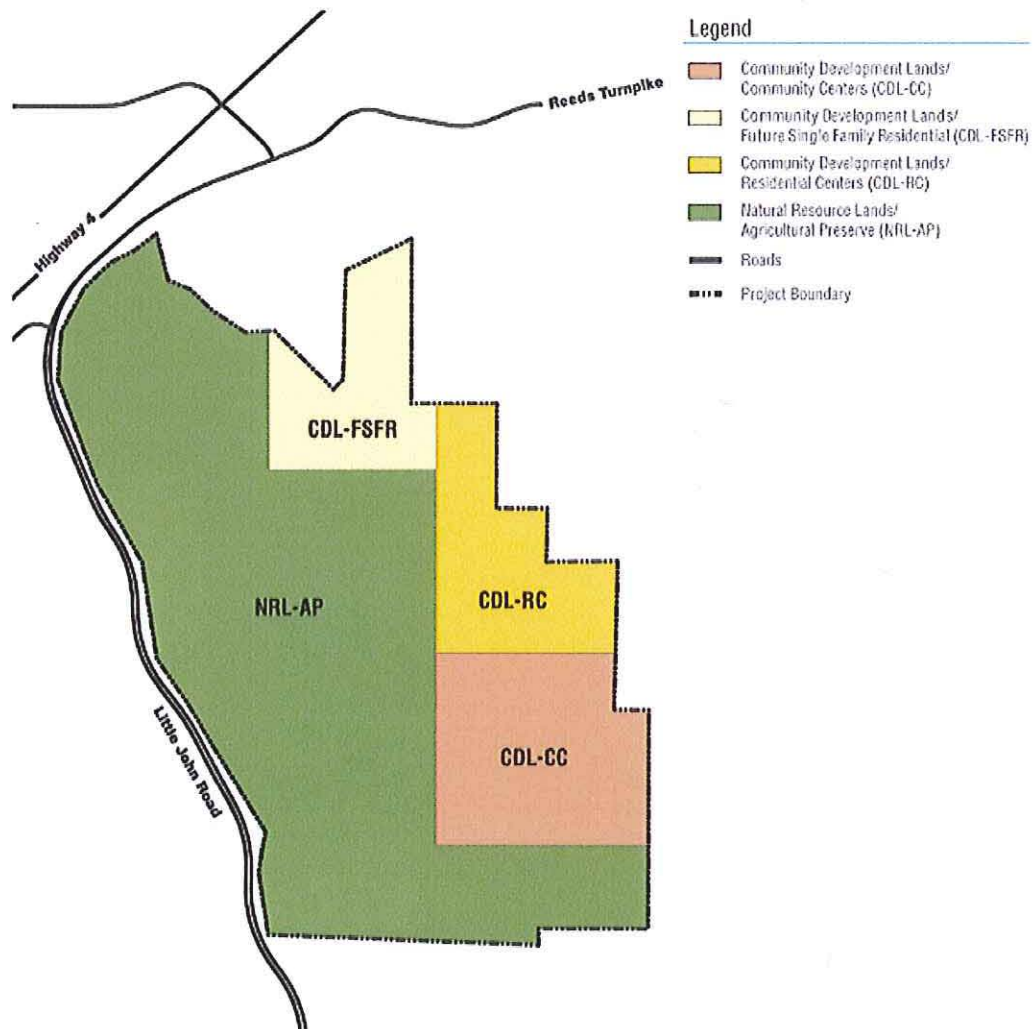 Legend
Community Development Lands/
Community Centers (CDL-CC)
Community Development Lands/
Future Single Family Residential (CDL-FSFR)
Community Development Lands/
Residential Centers (CDL-RC)
Natural Resource Lands/
Agricultural Preserve (NRL-AP)
Roads
Project Boundary
Reeds Turnpike
Highway 4
CDL-FSFR
NRL-AP
CDL-RC
CDL-CC
Little John Road